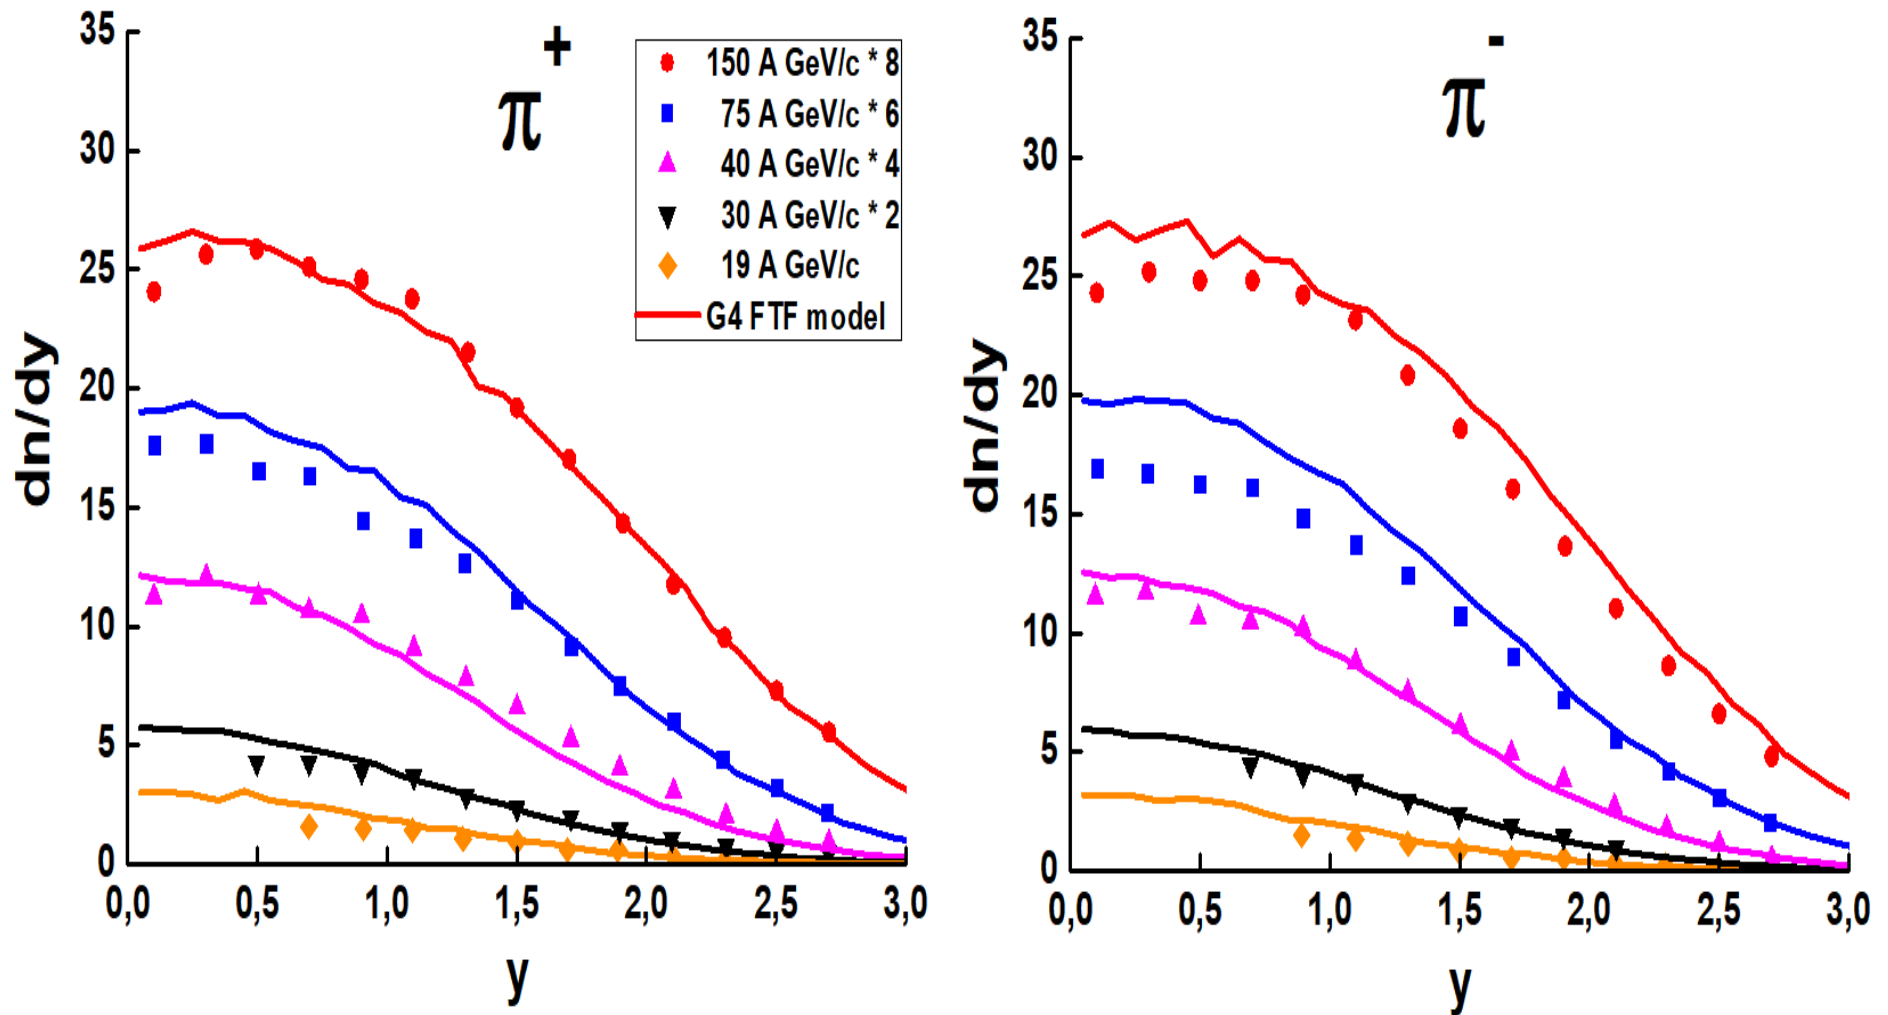 π+
150 A GeV/c * 8
75 A GeV/c * 6
40 A GeV/c * 4
30 A GeV/c * 2
19 A GeV/c
G4 FTF model
35
30
25
20
15
10
5
0
dn/dy
0,0 0,5 1,0 1,5 2,0 2,5 3,0
y
π-
35
30
25
20
15
10
5
0
dn/dy
0,0 0,5 1,0 1,5 2,0 2,5 3,0
y